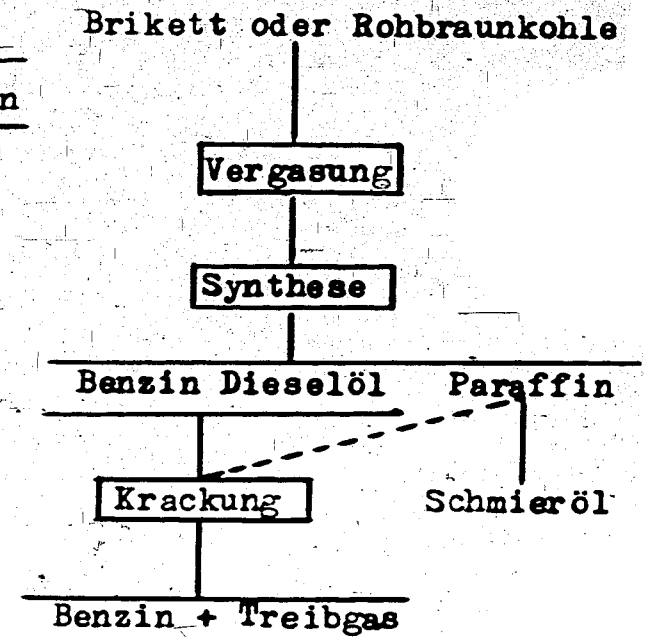 Brikett oder Rohbraunkohle
n
Vergasung
Synthese
Benzin Dieselöl Paraffin
Krackung
Schmieröl
Benzin + Treibgas